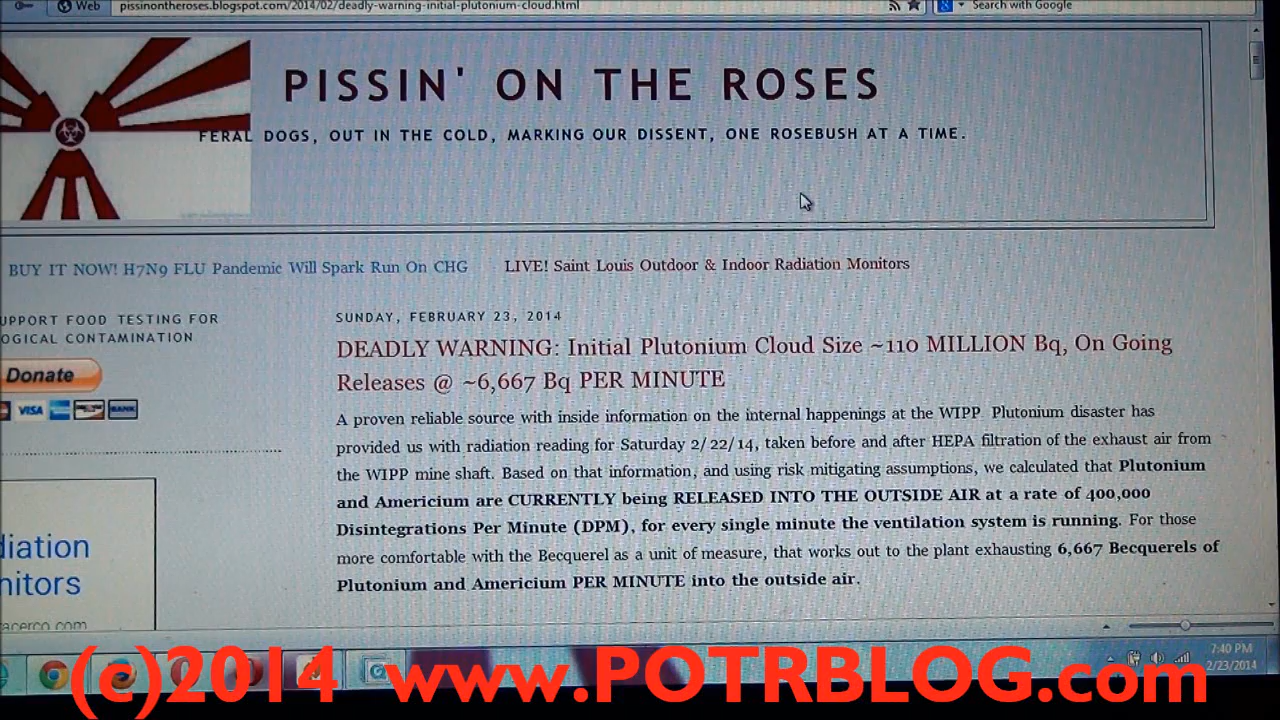 Web pissinontheroses.blogspot.com/2014/02/deadly-warning-initial-plutonium-cloud.html Search with Google
PISSIN' ON THE ROSES
FERAL DOGS, OUT IN THE COLD, MARKING OUR DISSENT, ONE ROSEBUSH AT A TIME.
BUY IT NOW! H7N9 FLU Pandemic Will Spark Run On CHG LIVE! Saint Louis Outdoor & Indoor Radiation Monitors
UPPORT FOOD TESTING FOR
OGICAL CONTAMINATION
Donate
VISA
BANK
diation
nitors
SUNDAY, FEBRUARY 23, 2014
DEADLY WARNING: Initial Plutonium Cloud Size ~110 MILLION Bq, On Going
Releases @ ~6,667 Bq PER MINUTE
A proven reliable source with inside information on the internal happenings at the WIPP. Plutonium disaster has
provided us with radiation reading for Saturday 2/22/14, taken before and after HEPA filtration of the exhaust air from
the WIPP mine shaft. Based on that information, and using risk mitigating assumptions, we calculated that Plutonium
and Americium are CURRENTLY being RELEASED INTO THE OUTSIDE AIR at a rate of 400,000
Disintegrations Per Minute (DPM), for every single minute the ventilation system is running. For those
more comfortable with the Becquerel as a unit of measure, that works out to the plant exhausting 6,667 Becquerels of
Plutonium and Americium PER MINUTE into the outside air.
7:40 PM
2/23/2014
(c)2014 www.POTRBLOG.com